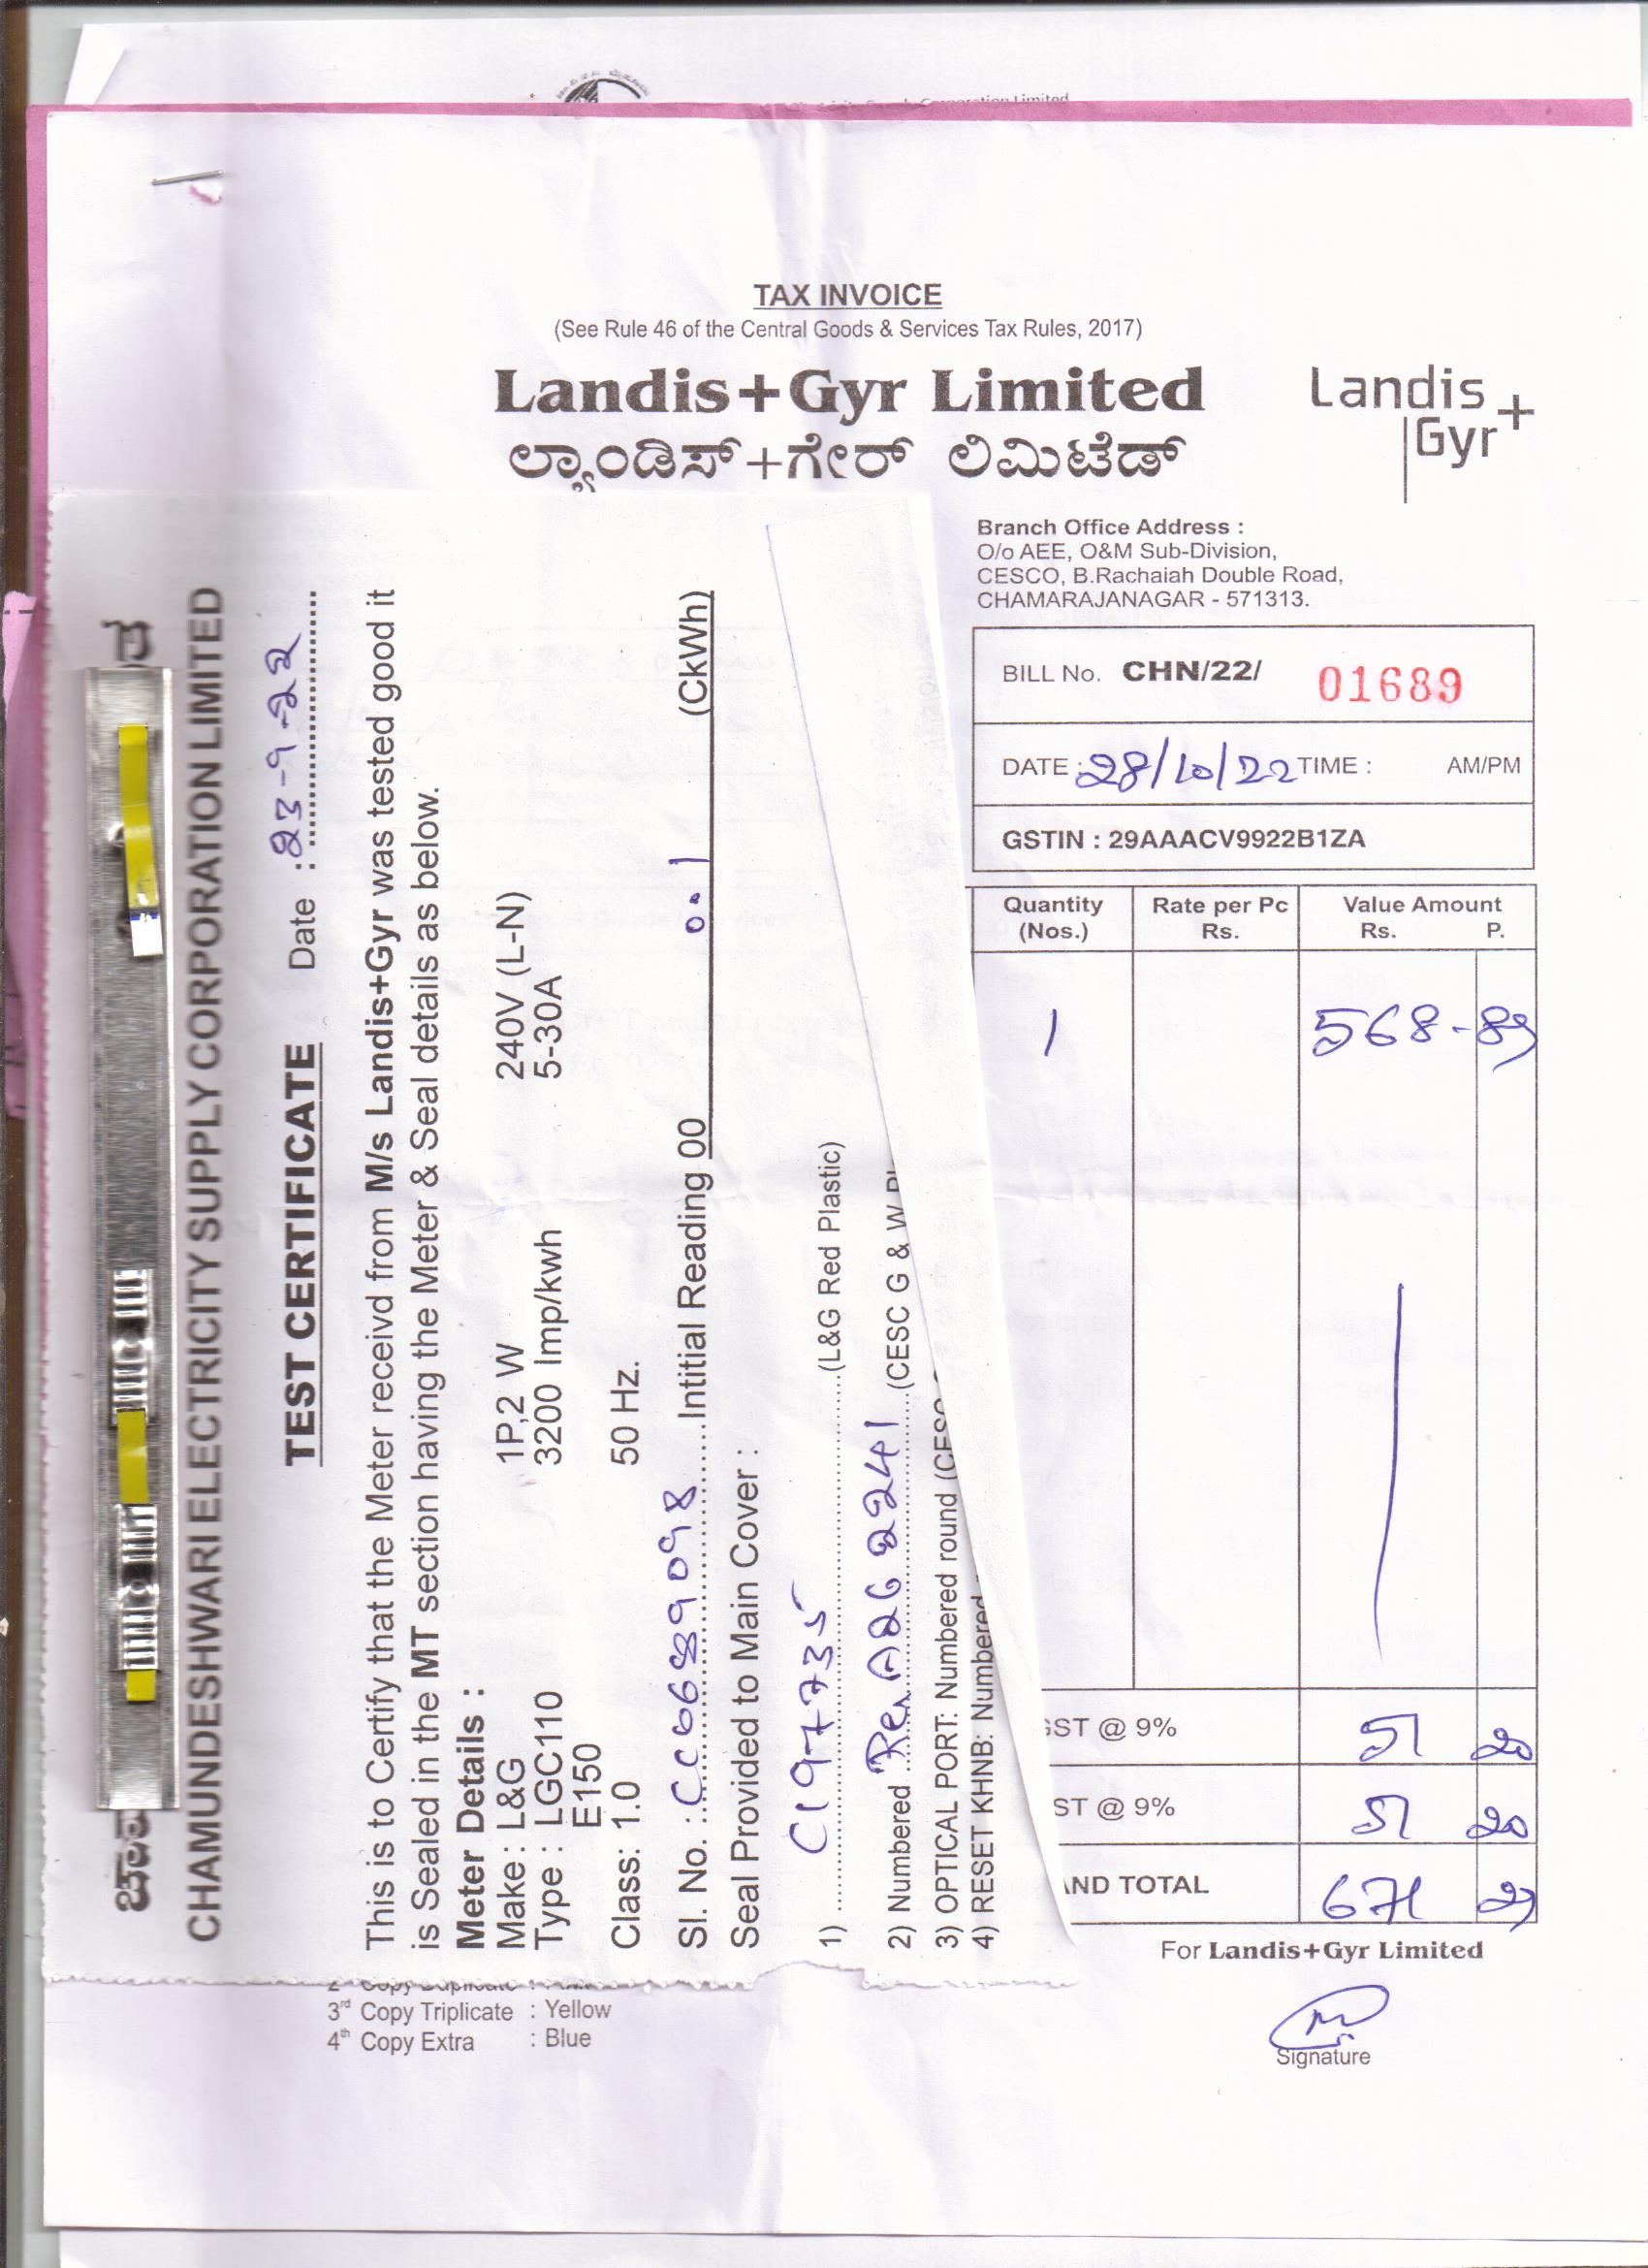 TAX INVOICE
(See Rule 46 of the Central Goods & Services Tax Rules, 2017)
Landis+Gyr Limited
ಲ್ಯಾಂಡಿಸ್+ಗೇರ್ ಲಿಮಿಟೆಡ್
Landis+
Gyr
Branch Office Address :
O/o AEE, O&M Sub-Division,
CESCO, B.Rachaiah Double Road,
CHAMARAJANAGAR - 571313.
BILL No. CHN/22/ 01689
DATE : 28/10/22 TIME : AM/PM
GSTIN : 29AAACV9922B1ZA
Quantity (Nos.) Rate per Pc Rs. Value Amount Rs. P.
1 568-89
GST @ 9% 51 20
ST @ 9% 51 20
AND TOTAL 671 29
For Landis+Gyr Limited
Signature
3rd Copy Triplicate : Yellow
4th Copy Extra : Blue
CHAMUNDESHWARI ELECTRICITY SUPPLY CORPORATION LIMITED
TEST CERTIFICATE Date : 23-9-22
This is to Certify that the Meter receivd from M/s Landis+Gyr was tested good it
is Sealed in the MT section having the Meter & Seal details as below.
Meter Details :
Make : L&G 1P,2 W 240V (L-N)
Type : LGC110 3200 Imp/kwh 5-30A
E150
Class: 1.0 50 Hz.
Sl. No. : CC6689098 Intitial Reading 00 0.1 (CkWh)
Seal Provided to Main Cover :
1) C197735 (L&G Red Plastic)
2) Numbered A26 2241 (CESC G & W
3) OPTICAL PORT: Numbered round (CESC
4) RESET KHNB: Numbered